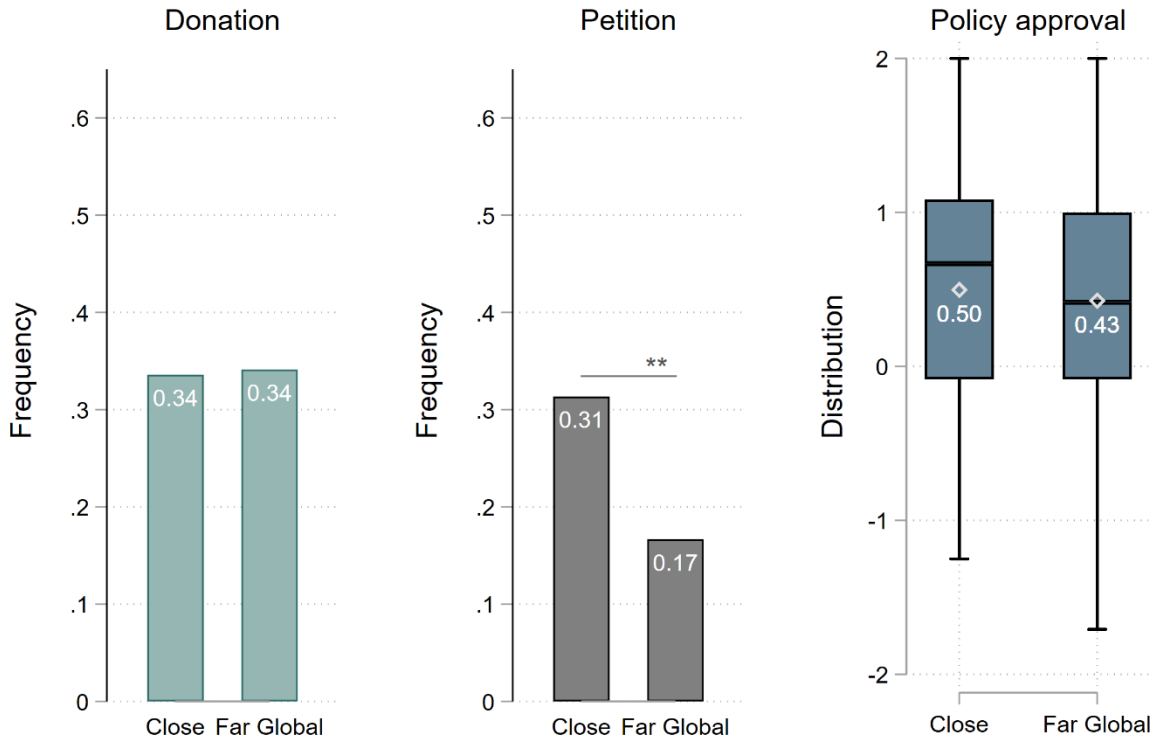 Donation
Frequency
.6
.5
.4
.3
.2
.1
0
0.34
0.34
Close
Far Global
Petition
Frequency
.6
.5
.4
.3
.2
.1
0
**
0.31
0.17
Close
Far Global
Policy approval
Distribution
2
1
0
-1
-2
0.50
0.43
Close
Far Global